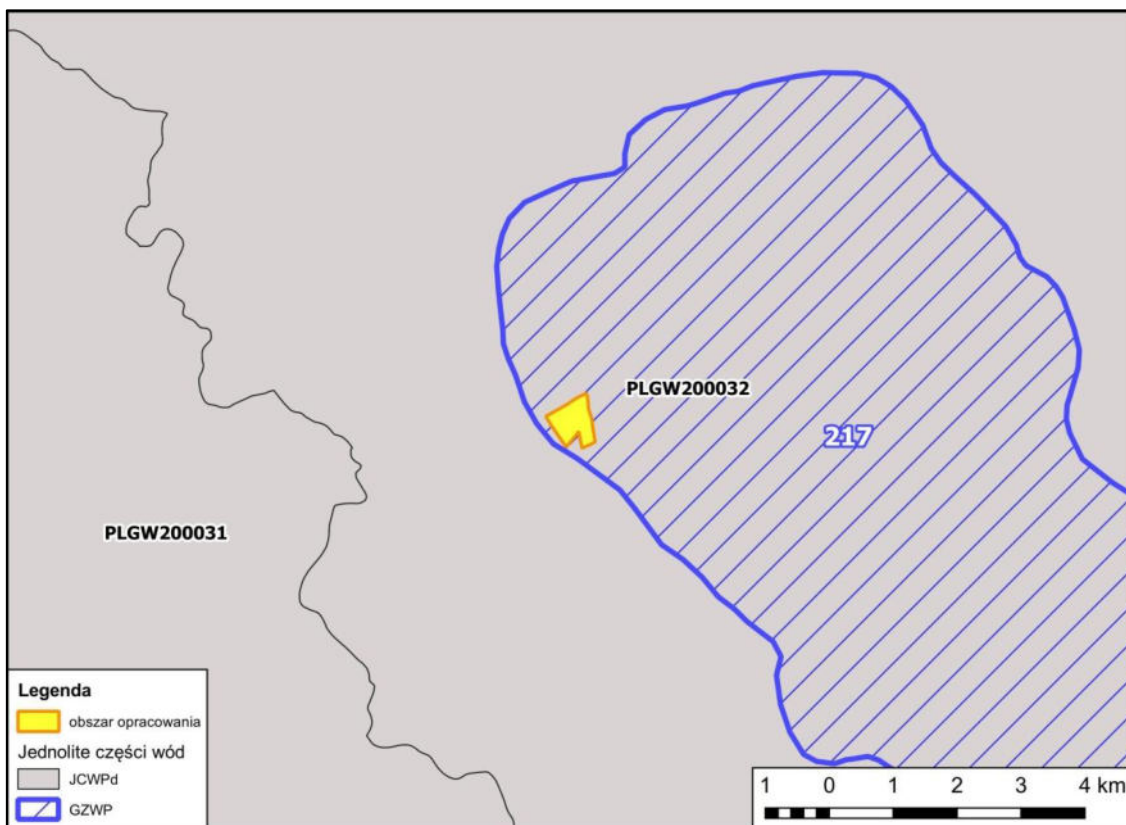 PLGW200032
217
PLGW200031
Legenda
obszar opracowania
Jednolite części wód
JCWPd
GZWP
1 0 1 2 3 4 km